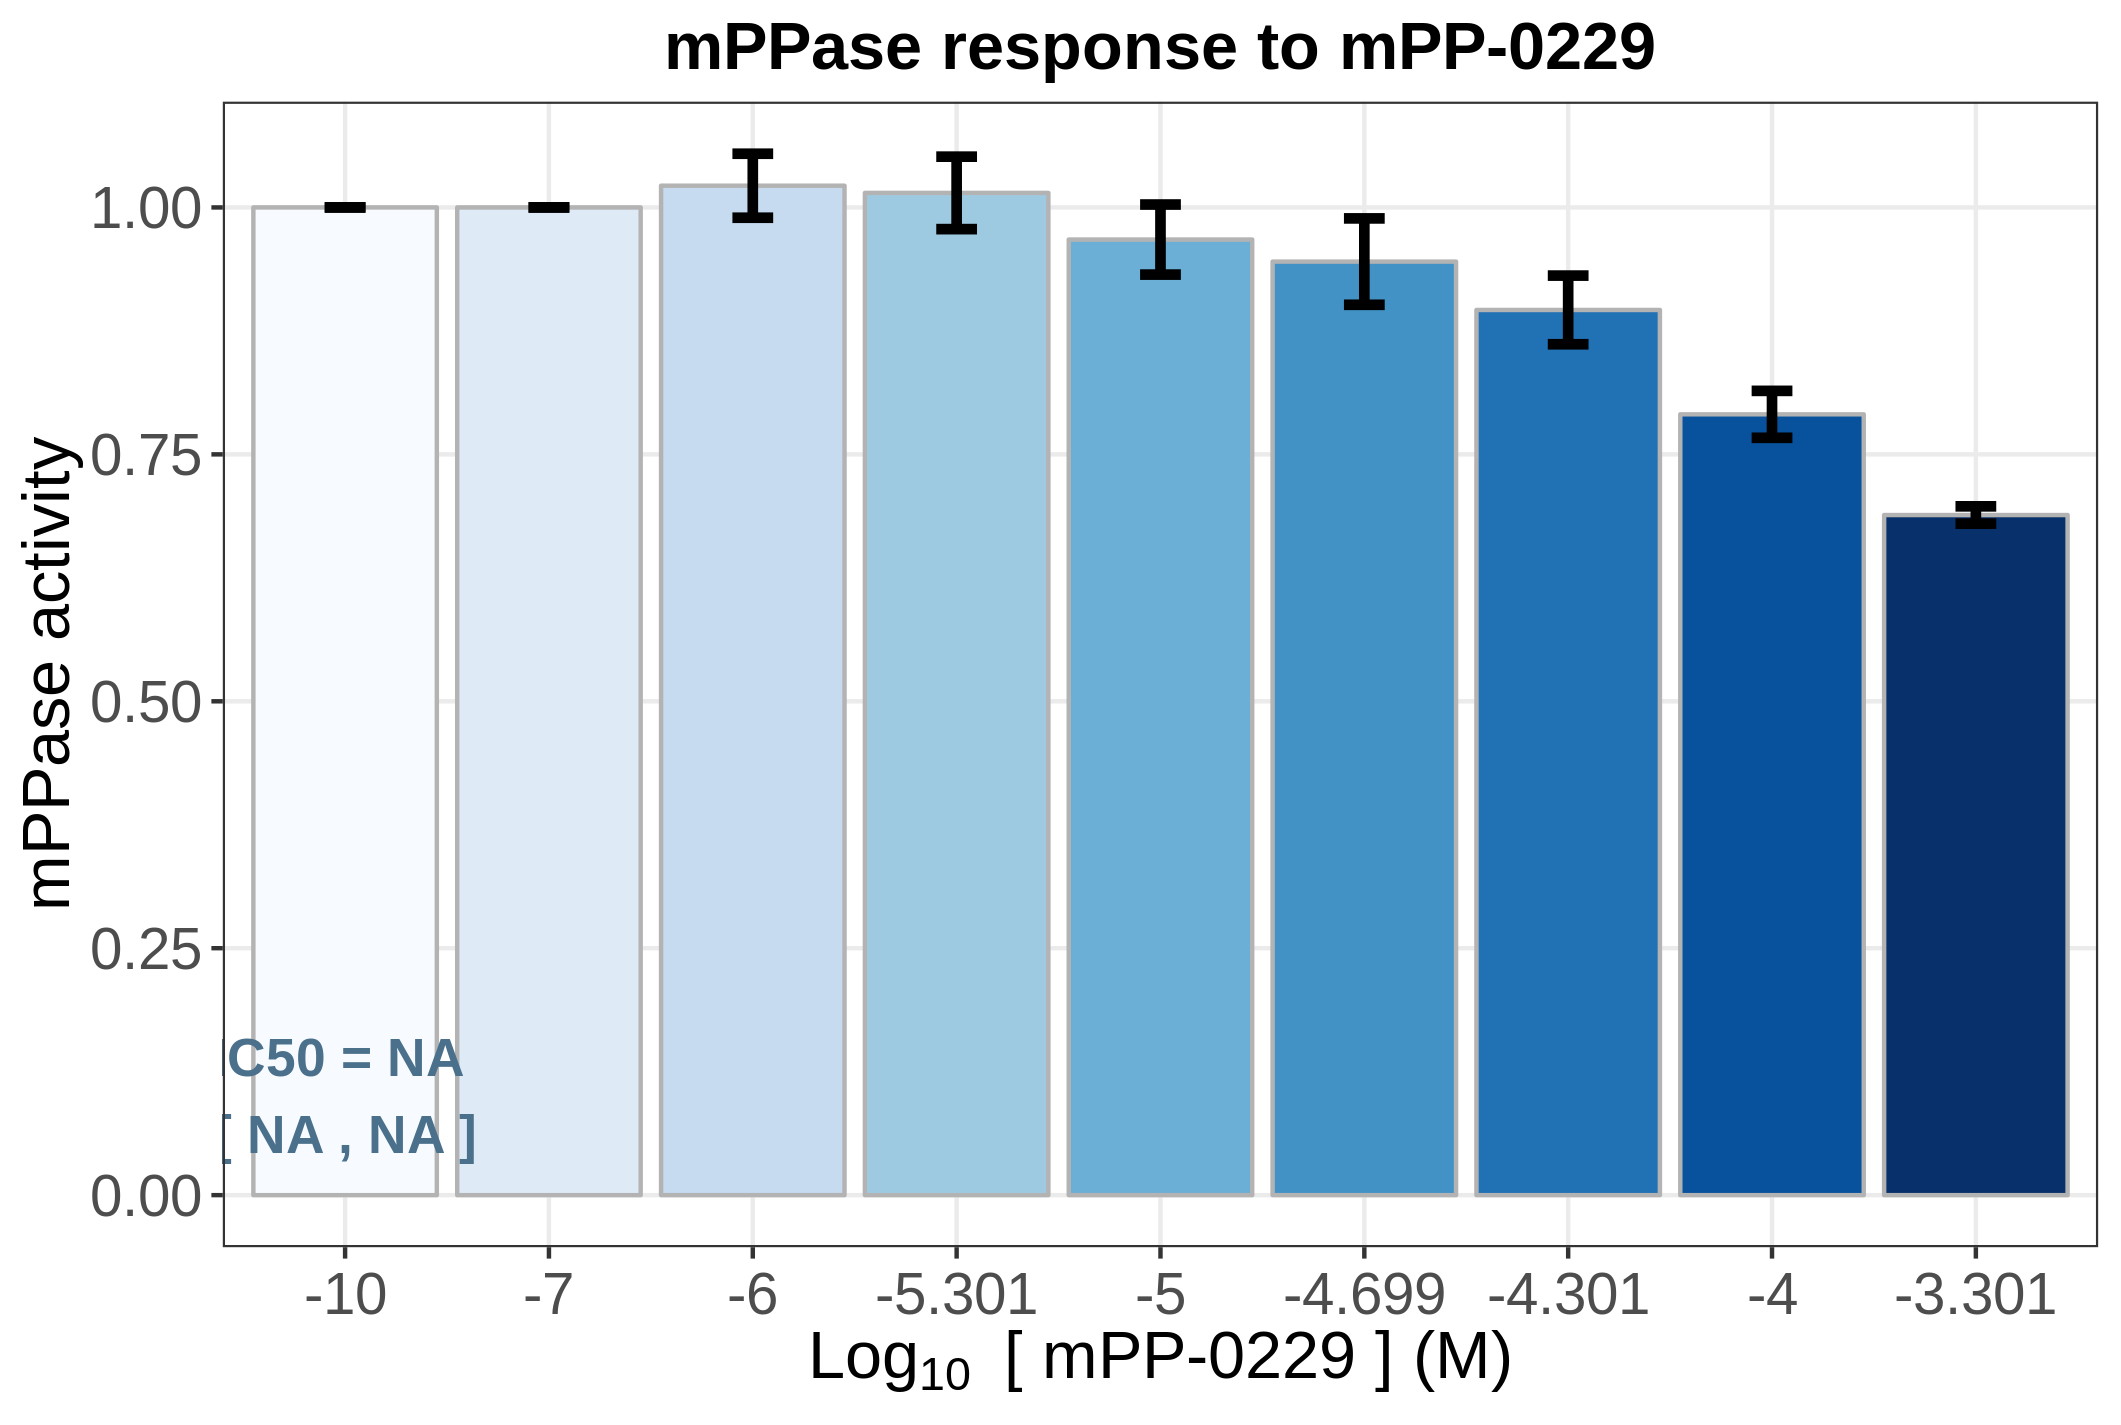 mPPase response to mPP-0229
mPPase activity
1.00
0.75
0.50
0.25
0.00
IC50 = NA
[ NA , NA ]
-10 -7 -6 -5.301 -5 -4.699 -4.301 -4 -3.301
Log10 [ mPP-0229 ] (M)